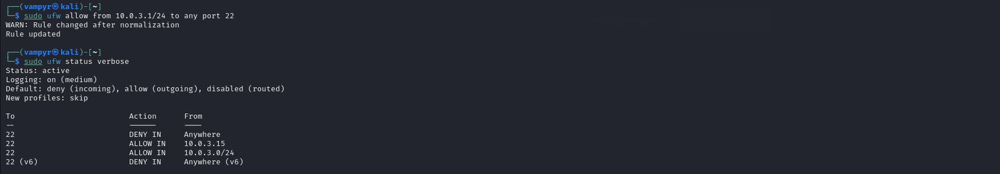 ┌──(vampyr㉿kali)-[~]
└─$ sudo ufw allow from 10.0.3.1/24 to any port 22
WARN: Rule changed after normalization
Rule updated
┌──(vampyr㉿kali)-[~]
└─$ sudo ufw status verbose
Status: active
Logging: on (medium)
Default: deny (incoming), allow (outgoing), disabled (routed)
New profiles: skip
To                         Action      From
--                         ------      ----
22                         DENY IN     Anywhere
22                         ALLOW IN    10.0.3.15
22                         ALLOW IN    10.0.3.0/24
22 (v6)                    DENY IN     Anywhere (v6)